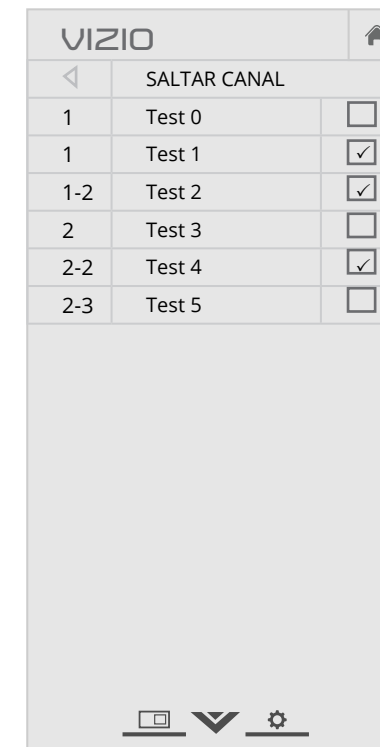 VIZIO
SALTAR CANAL
1 Test 0
1 Test 1
1-2 Test 2
2 Test 3
2-2 Test 4
2-3 Test 5